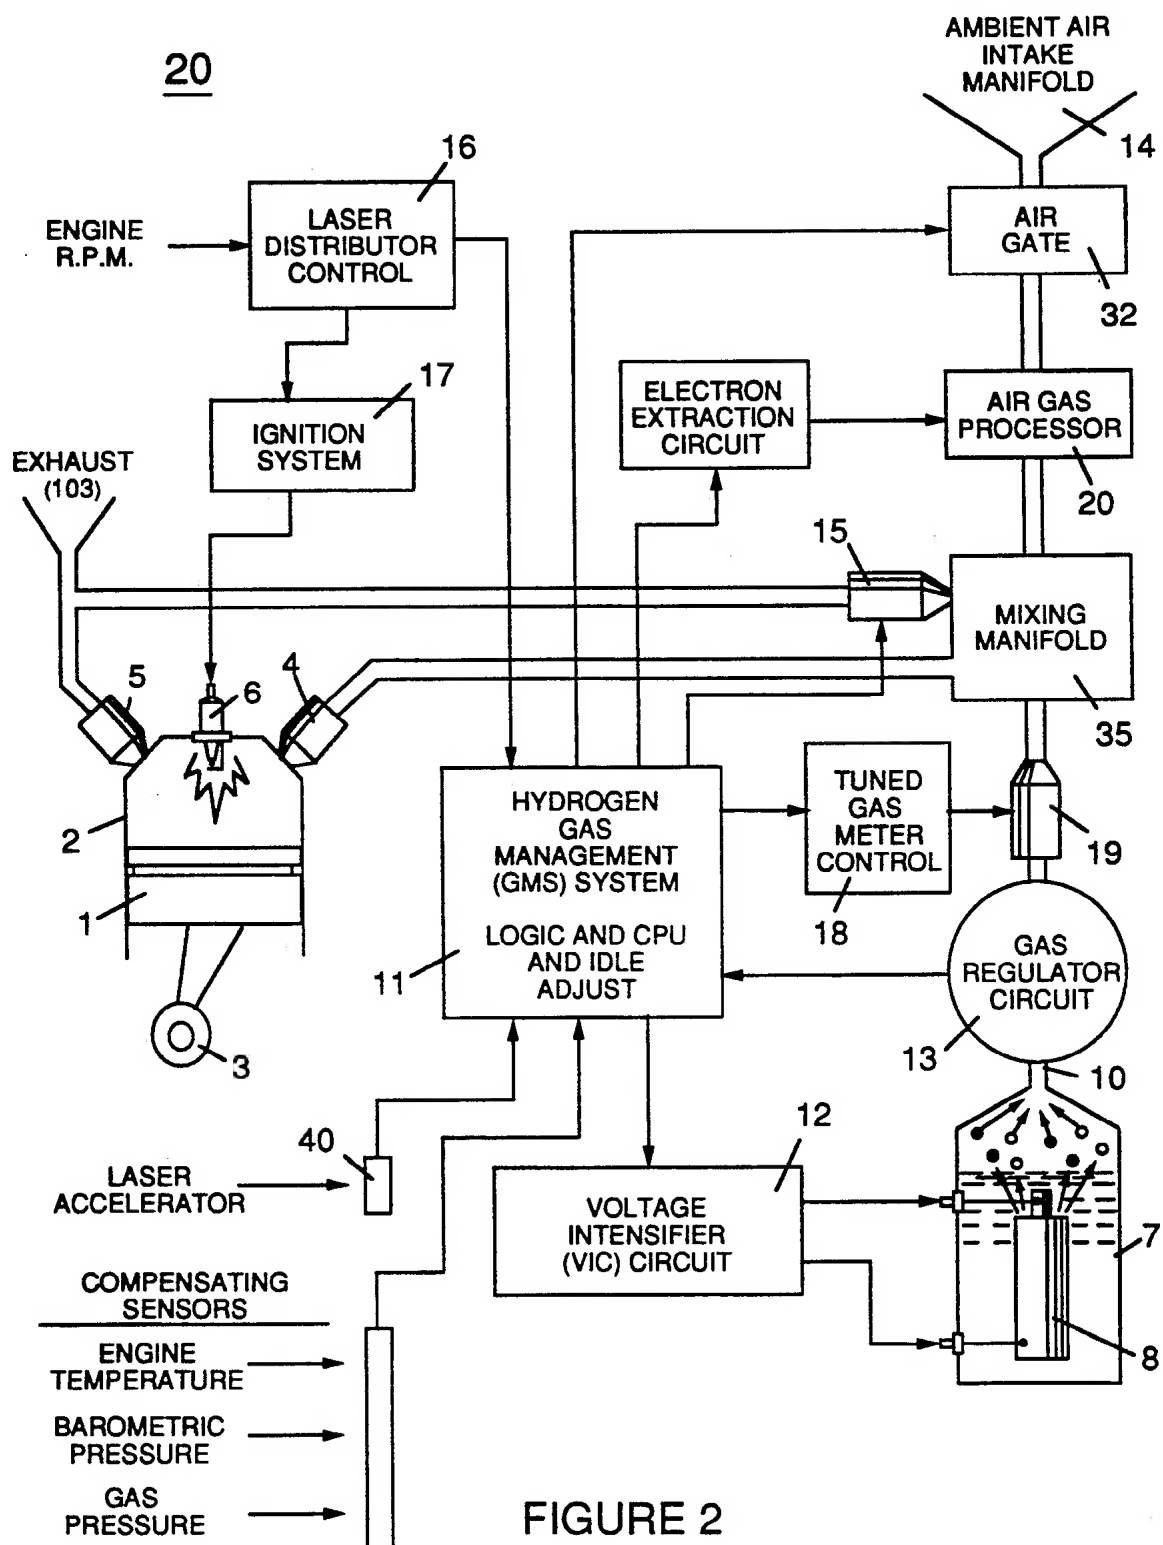 AMBIENT AIR
INTAKE
MANIFOLD
20
14
16
LASER
DISTRIBUTOR
CONTROL
ENGINE
R.P.M.
AIR
GATE
32
17
IGNITION
SYSTEM
ELECTRON
EXTRACTION
CIRCUIT
AIR GAS
PROCESSOR
20
EXHAUST
(103)
15
MIXING
MANIFOLD
35
5
6
4
2
1
3
HYDROGEN
GAS
MANAGEMENT
(GMS) SYSTEM
LOGIC AND CPU
AND IDLE
ADJUST
11
TUNED
GAS
METER
CONTROL
18
19
GAS
REGULATOR
CIRCUIT
13
10
12
40
LASER
ACCELERATOR
VOLTAGE
INTENSIFIER
(VIC) CIRCUIT
7
8
COMPENSATING
SENSORS
ENGINE
TEMPERATURE
BAROMETRIC
PRESSURE
GAS
PRESSURE
FIGURE 2